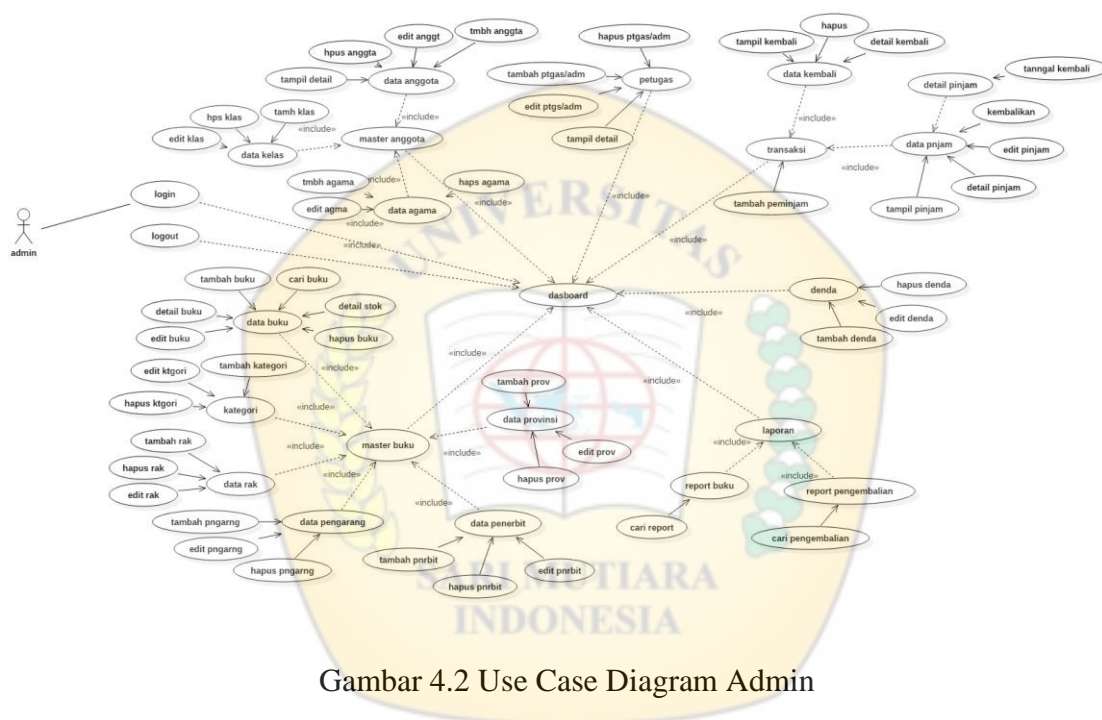 hapus
edit anggt
tmbh anggta
hapus ptgas/adm
tampil kembali
detail kembali
hpus anggta
tampil detail
data anggota
tambah ptgas/adm
petugas
data kembali
tanngal kembali
detail pinjam
edit ptgs/adm
hps klas
tamh klas
«include»
«include»
kembalikan
edit klas
«include»
master anggota
tampil detail
transaksi
data pnjam
edit pinjam
data kelas
«include»
tmbh agama
«include»
haps agama
detail pinjam
login
edit agma
data agama
«include»
«include»
tambah peminjam
tampil pinjam
«include»
admin
logout
«include»
«include»
UNIVERSITAS
tambah buku
cari buku
dasboard
denda
hapus denda
detail buku
detail stok
data buku
«include»
edit denda
edit buku
hapus buku
tambah denda
«include»
edit ktgori
tambah kategori
«include»
«include»
tambah prov
hapus ktgori
kategori
«include»
data provinsi
laporan
tambah rak
«include»
master buku
«include»
edit prov
hapus rak
«include»
data rak
hapus prov
report buku
«include»
report pengembalian
edit rak
«include»
tambah pngarng
data pengarang
data penerbit
cari report
cari pengembalian
edit pngarng
tambah pnrbit
hapus pngarng
edit pnrbit
hapus pnrbit
SARI MUTIARA
INDONESIA
Gambar 4.2 Use Case Diagram Admin